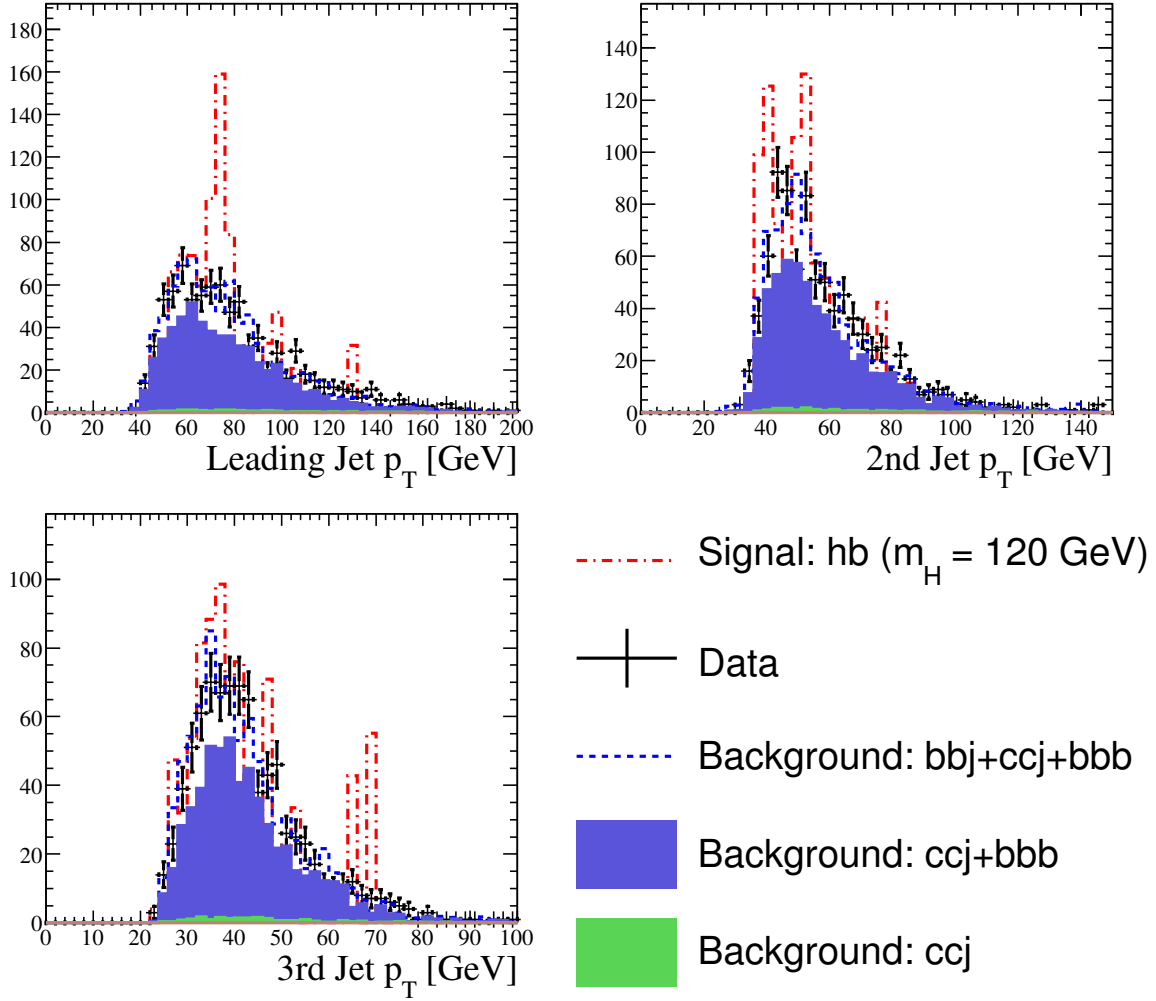 180
160
140
120
100
80
60
40
20
0
0 20 40 60 80 100 120 140 160 180 200
Leading Jet p_T [GeV]
140
120
100
80
60
40
20
0
0 20 40 60 80 100 120 140
2nd Jet p_T [GeV]
100
80
60
40
20
0
0 10 20 30 40 50 60 70 80 90 100
3rd Jet p_T [GeV]
Signal: hb (m_H = 120 GeV)
Data
Background: bbj+ccj+bbb
Background: ccj+bbb
Background: ccj